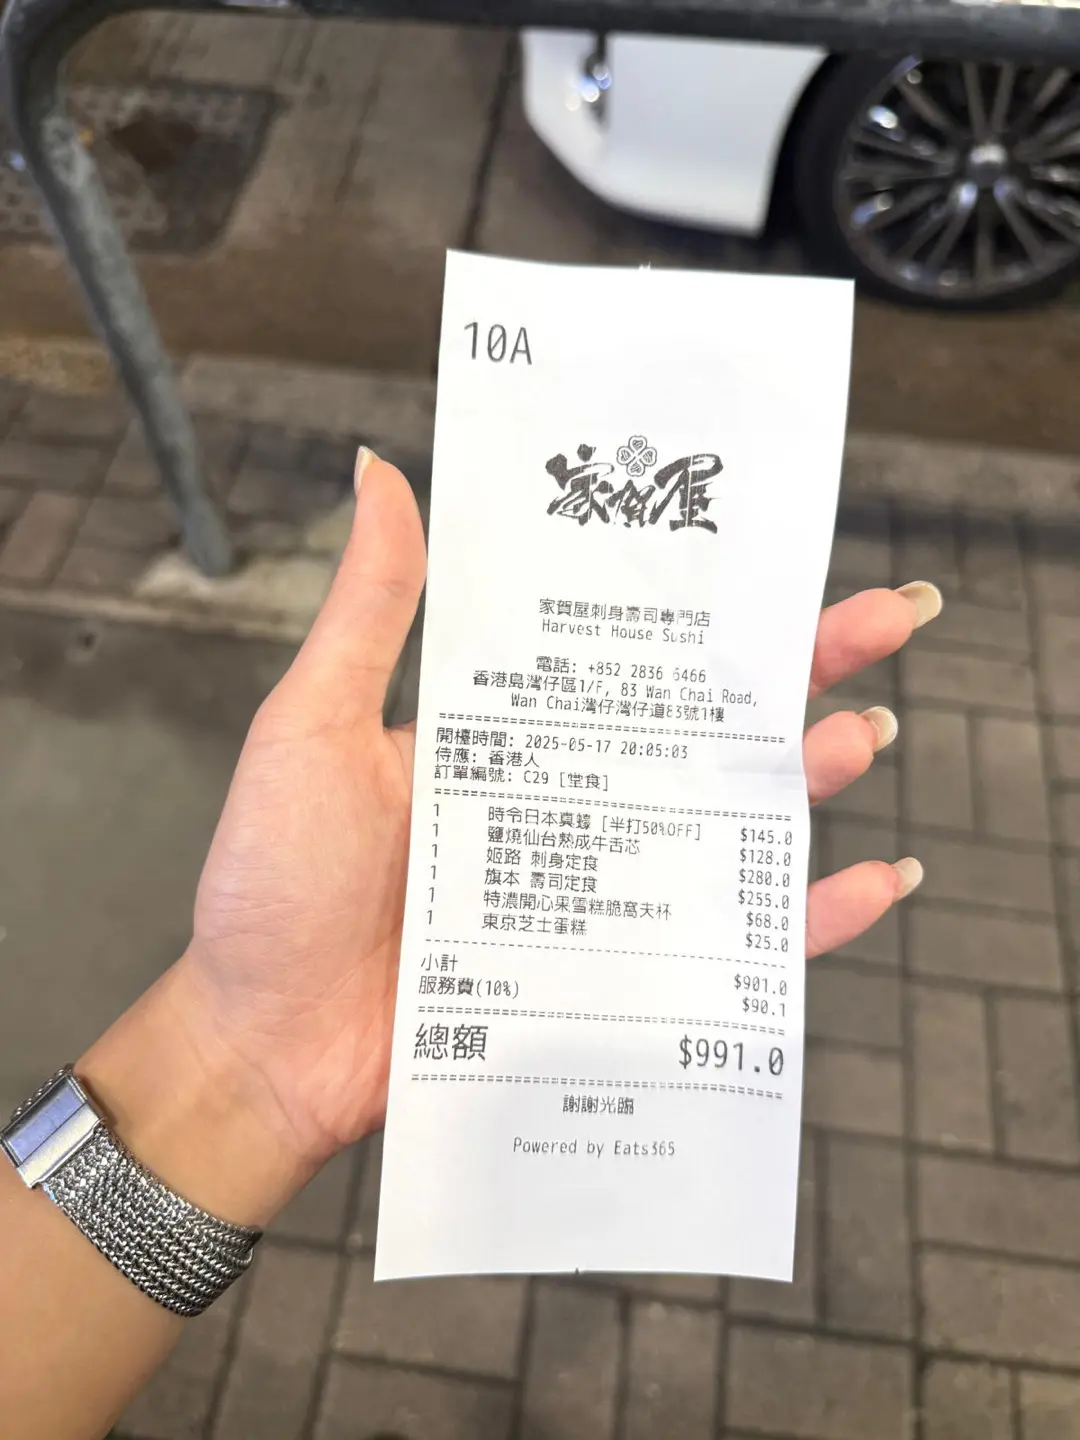 10A
家賀屋
家賀屋刺身壽司專門店
Harvest House Sushi
電話: +852 2836 6466
香港島灣仔區1/F, 83 Wan Chai Road,
Wan Chai灣仔灣仔道83號1樓
開檯時間: 2025-05-17 20:05:03
侍應: 香港人
訂單編號: C29 [堂食]
1 時令日本真蠔 [半打50%OFF] $145.0
1 鹽燒仙台熟成牛舌芯 $128.0
1 姬路 刺身定食 $280.0
1 旗本 壽司定食 $255.0
1 特濃開心果雪糕脆窩夫杯 $68.0
1 東京芝士蛋糕 $25.0
小計 $901.0
服務費(10%) $90.1
總額 $991.0
謝謝光臨
Powered by Eats365